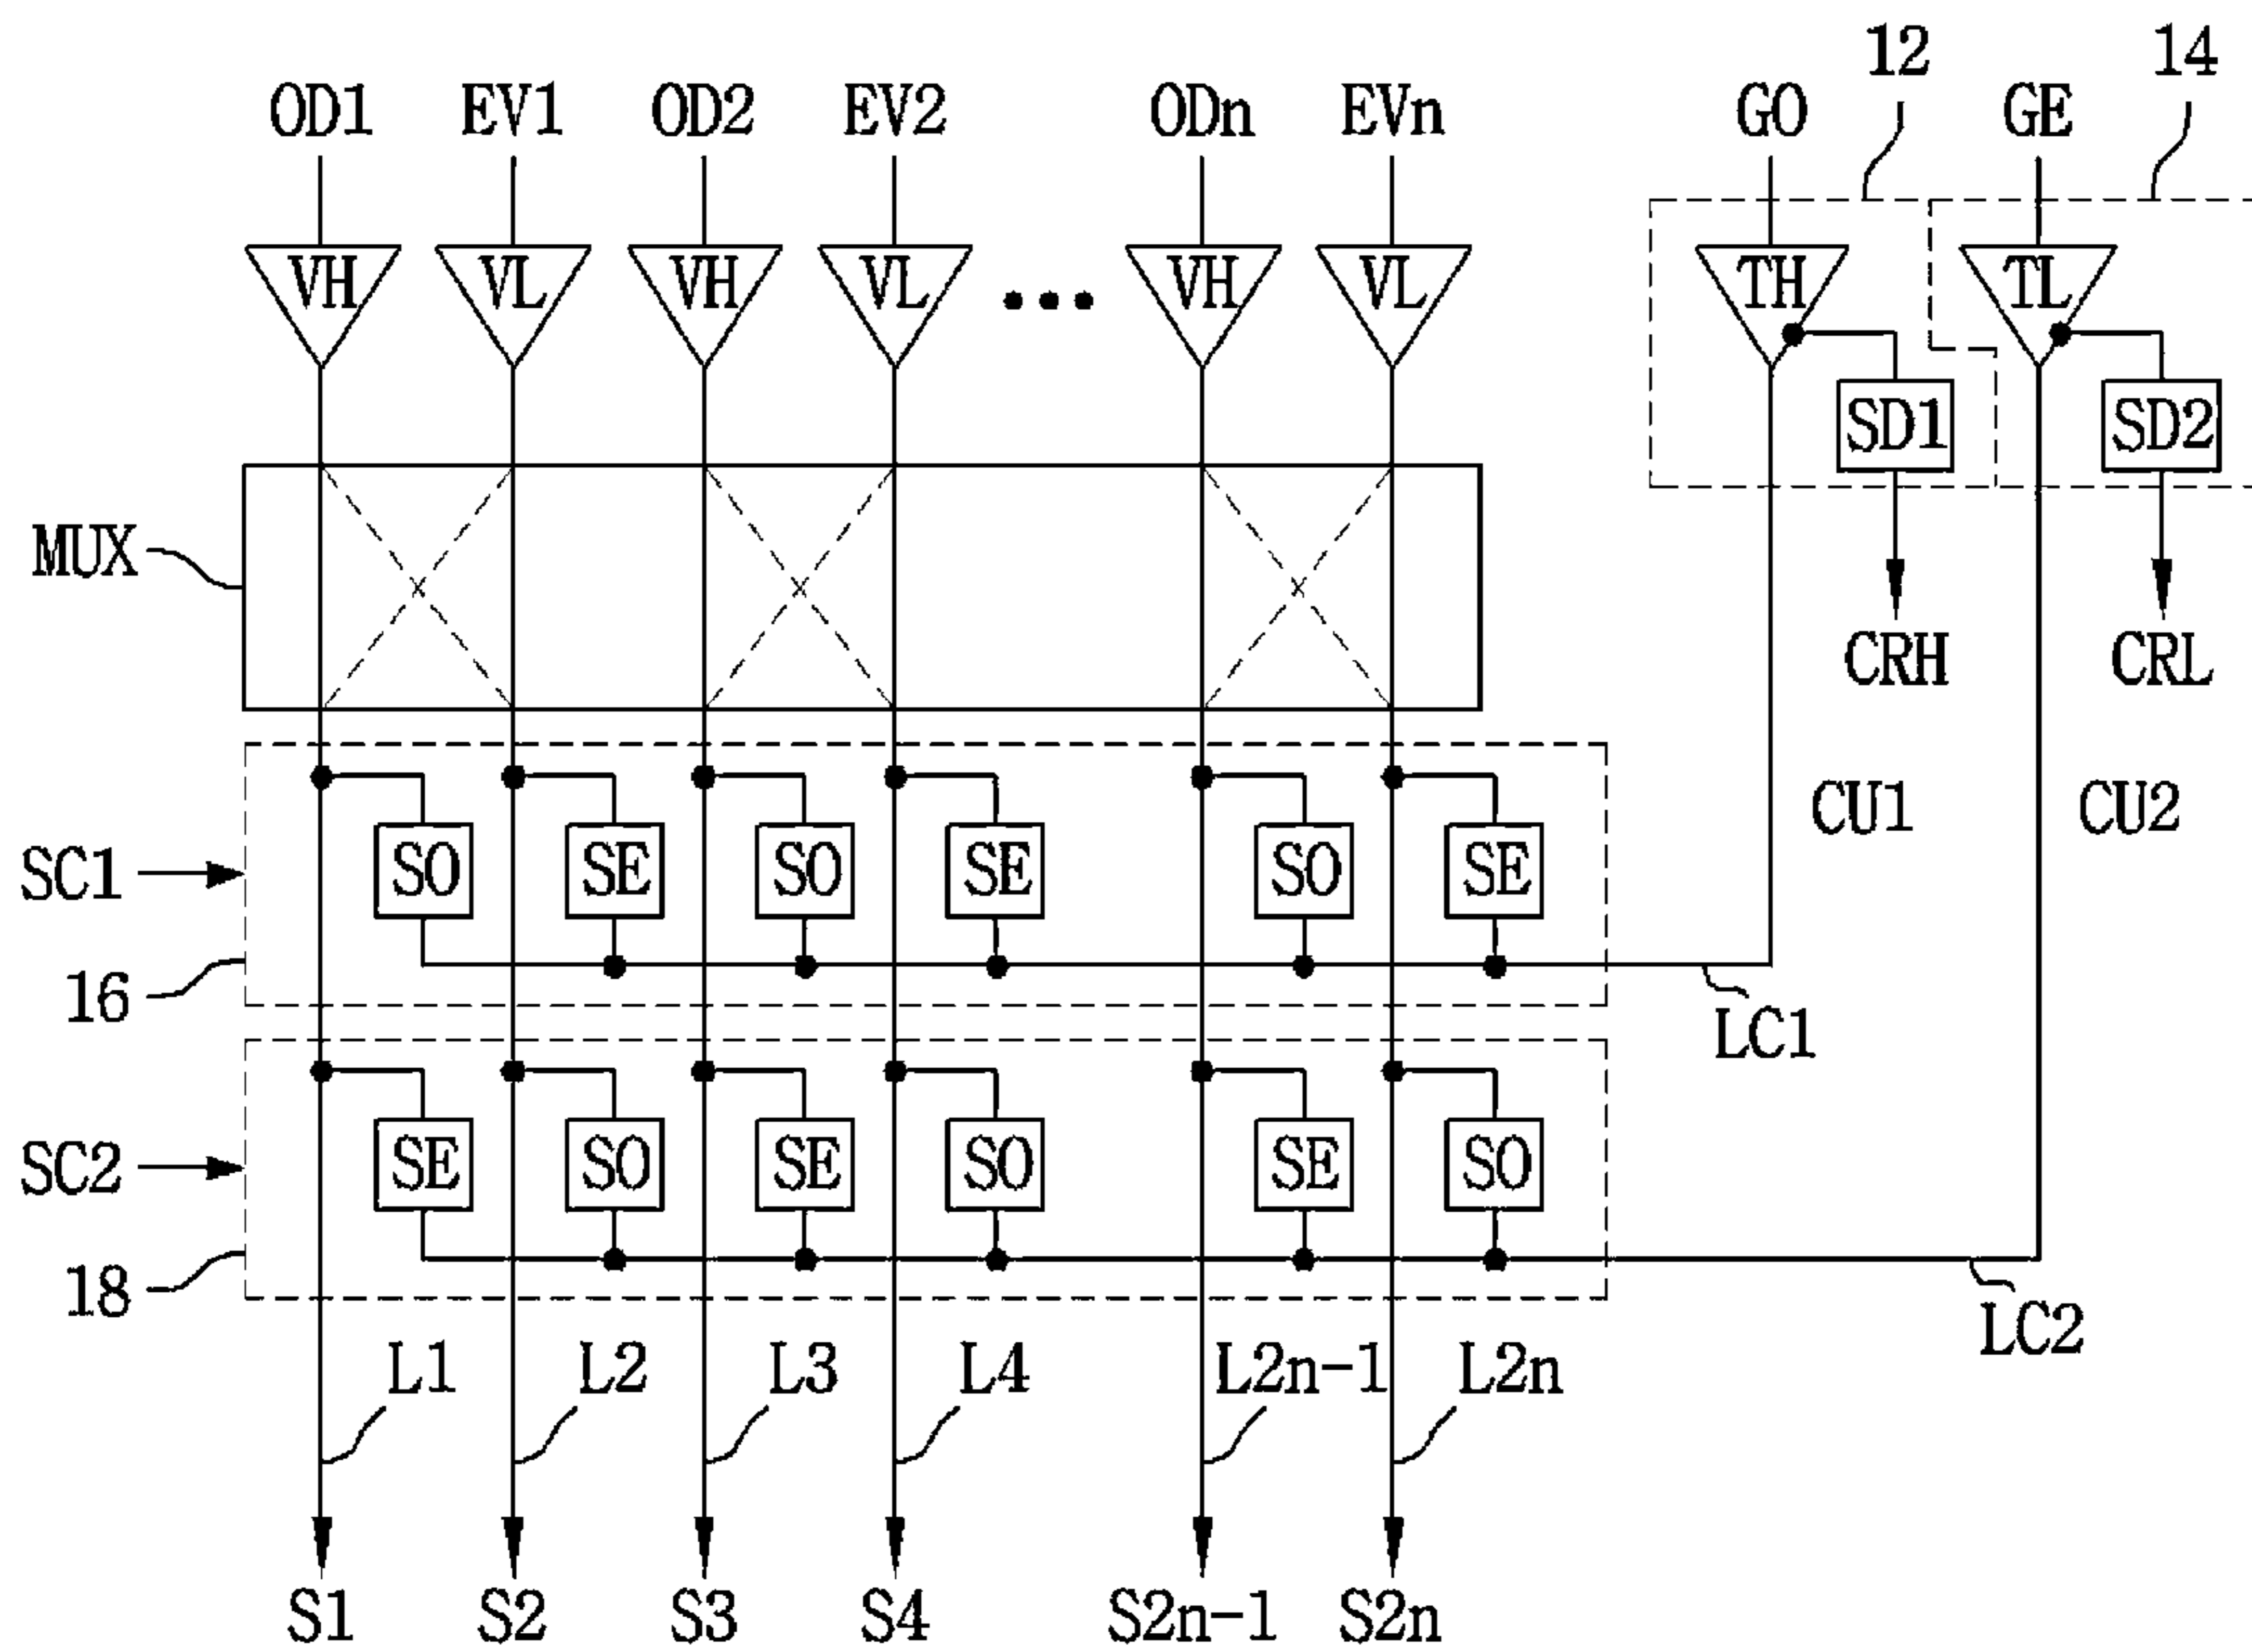 12 14
OD1 EV1 OD2 EV2 ODn EVn GO GE
VH VL VH VL VH VL TH TL
SD1 SD2
MUX
CRH CRL
CU1 CU2
SC1 SO SE SO SE SO SE
16
LC1
SC2 SE SO SE SO SE SO
18
LC2
L1 L2 L3 L4 L2n-1 L2n
S1 S2 S3 S4 S2n-1 S2n